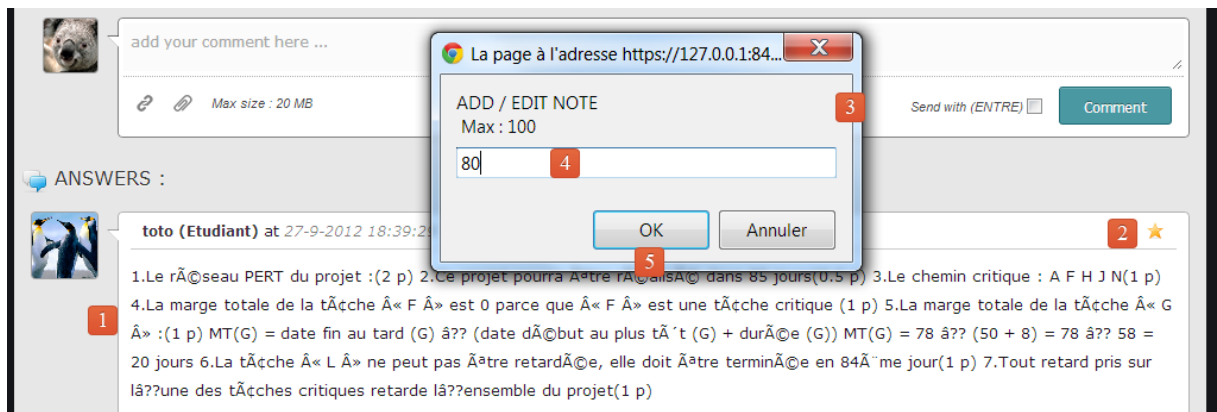 add your comment here ...
Max size : 20 MB
Send with (ENTRE)
Comment
La page à l'adresse https://127.0.0.1:84...
X
ADD / EDIT NOTE
Max : 100
3
80
4
OK
Annuler
5
ANSWERS :
toto (Etudiant) at 27-9-2012 18:39:29
2
1.Le rÃ©seau PERT du projet :(2 p) 2.Ce projet pourra Ãªtre rÃ©alisÃ© dans 85 jours(0.5 p) 3.Le chemin critique : A F H J N(1 p)
4.La marge totale de la tÃ¢che Â« F Â» est 0 parce que Â« F Â» est une tÃ¢che critique (1 p) 5.La marge totale de la tÃ¢che Â« G
1
Â» :(1 p) MT(G) = date fin au tard (G) â?? (date dÃ©but au plus tÃ´t (G) + durÃ©e (G)) MT(G) = 78 â?? (50 + 8) = 78 â?? 58 =
20 jours 6.La tÃ¢che Â« L Â» ne peut pas Ãªtre retardÃ©e, elle doit Ãªtre terminÃ©e en 84Ã¨me jour(1 p) 7.Tout retard pris sur
lâ??une des tÃ¢ches critiques retarde lâ??ensemble du projet(1 p)